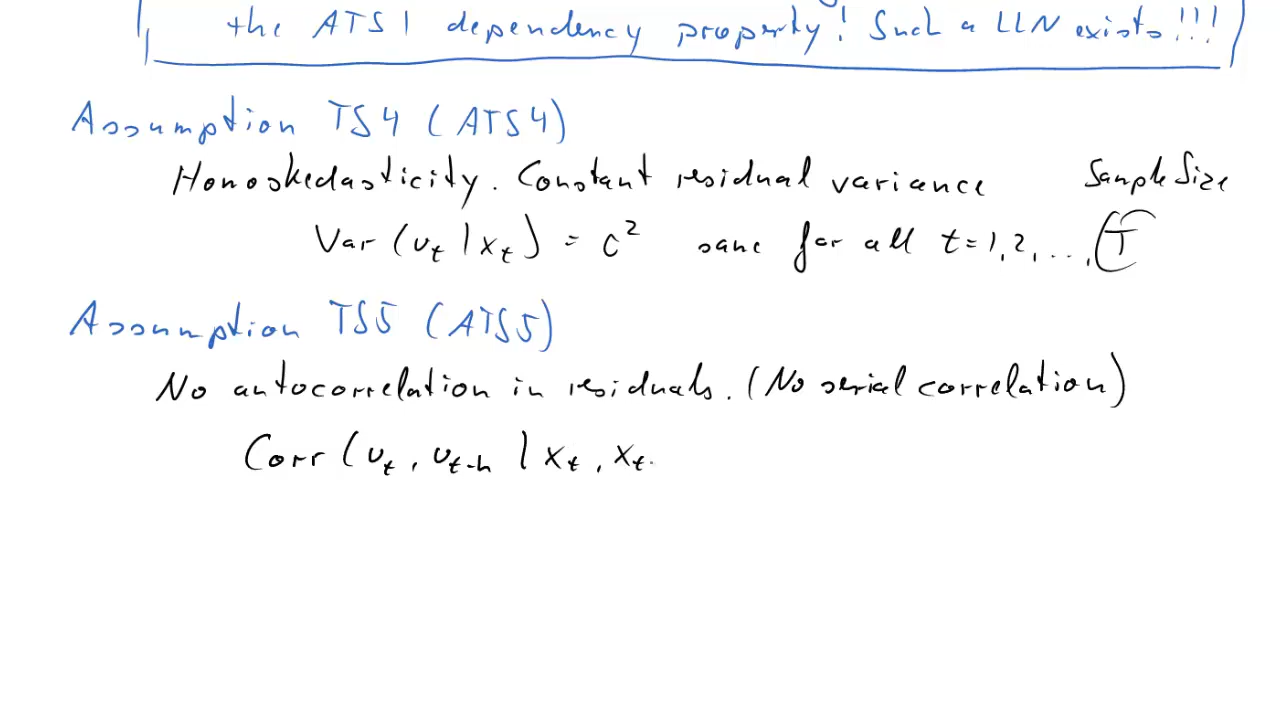 the ATS1 dependency property! Such a LLN exists!!!
Assumption TS4 (ATS4)
Homoskedasticity. Constant residual variance
Sample Size
Var (u_t | x_t) = c² same for all t=1,2,...,T
Assumption TS5 (ATS5)
No autocorrelation in residuals. (No serial correlation)
Corr (u_t, u_t-h | x_t, x_t-